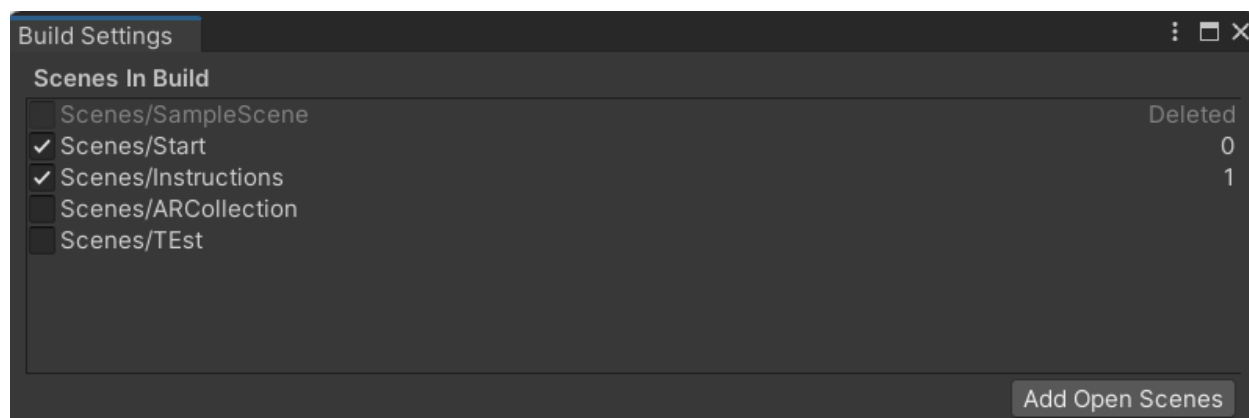 Build Settings
Scenes In Build
Scenes/SampleScene Deleted
Scenes/Start 0
Scenes/Instructions 1
Scenes/ARCollection
Scenes/TEst
Add Open Scenes